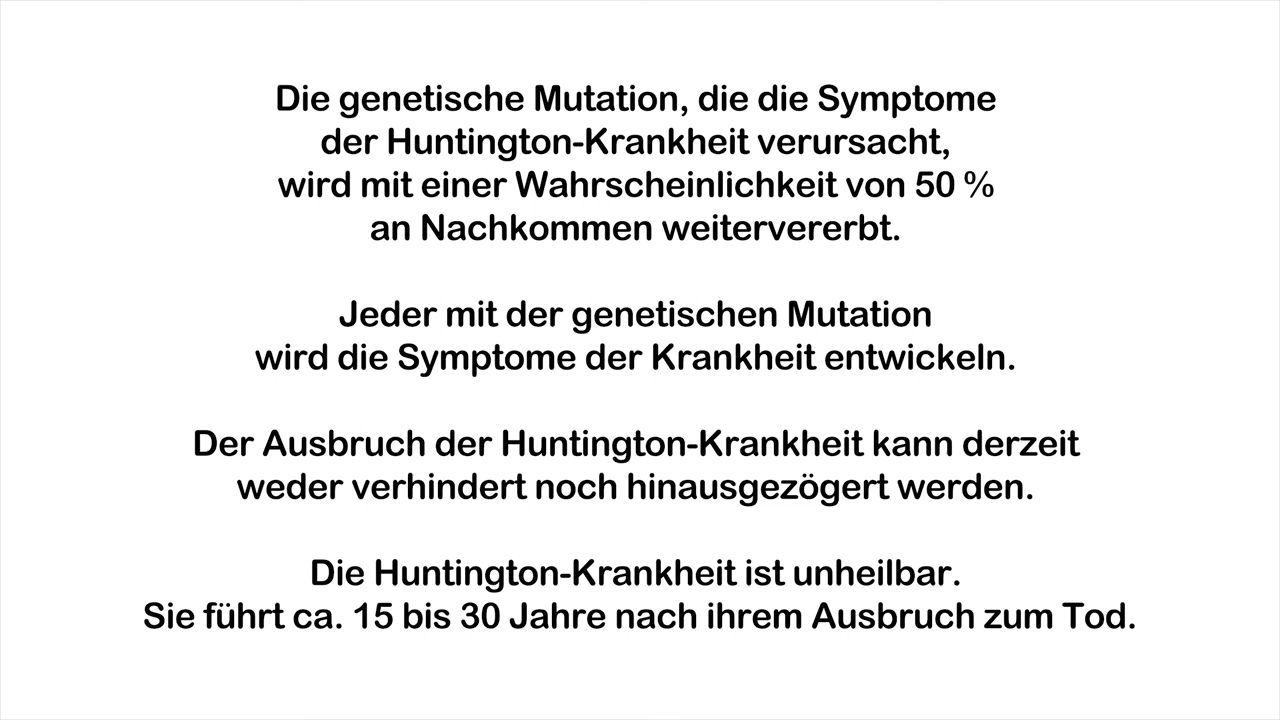 Die genetische Mutation, die die Symptome
der Huntington-Krankheit verursacht,
wird mit einer Wahrscheinlichkeit von 50 %
an Nachkommen weitervererbt.
Jeder mit der genetischen Mutation
wird die Symptome der Krankheit entwickeln.
Der Ausbruch der Huntington-Krankheit kann derzeit
weder verhindert noch hinausgezögert werden.
Die Huntington-Krankheit ist unheilbar.
Sie führt ca. 15 bis 30 Jahre nach ihrem Ausbruch zum Tod.